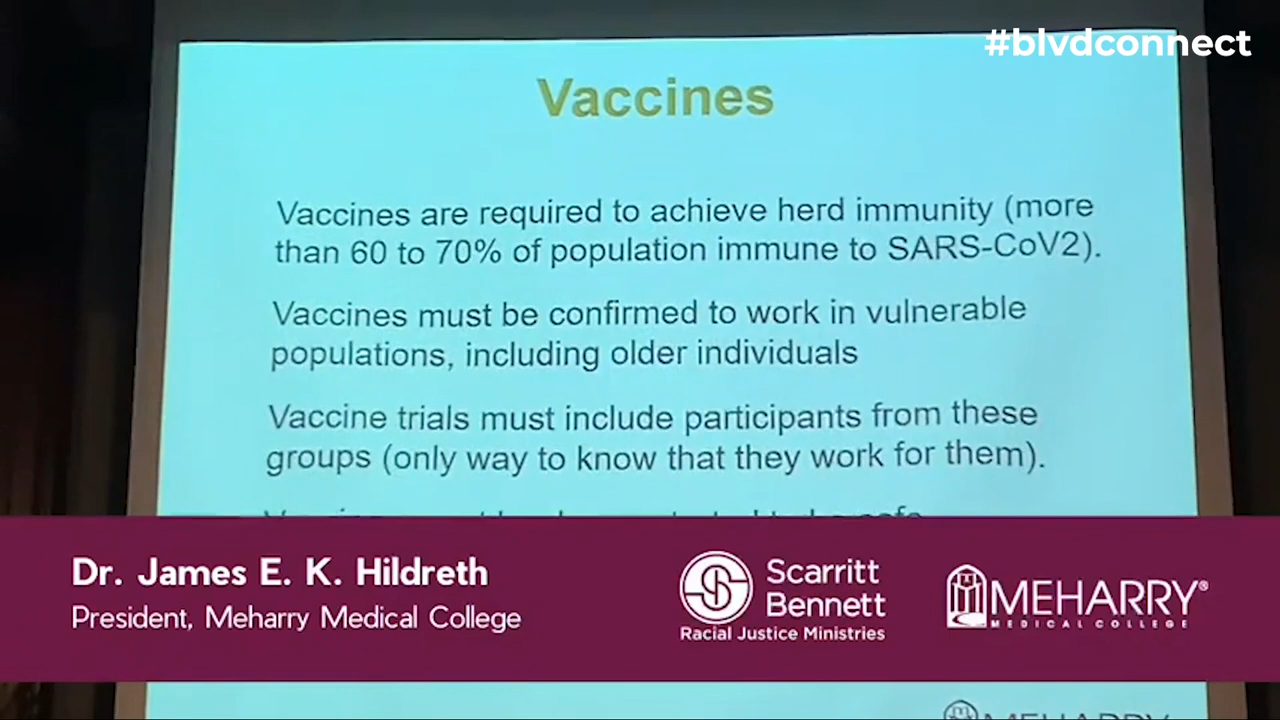 #blvdconnect
Vaccines
Vaccines are required to achieve herd immunity (more
than 60 to 70% of population immune to SARS-CoV2).
Vaccines must be confirmed to work in vulnerable
populations, including older individuals
Vaccine trials must include participants from these
groups (only way to know that they work for them).
Dr. James E. K. Hildreth
President, Meharry Medical College
Scarritt
Bennett
Racial Justice Ministries
MEHARRY®
MEDICAL COLLEGE
MEHARRY